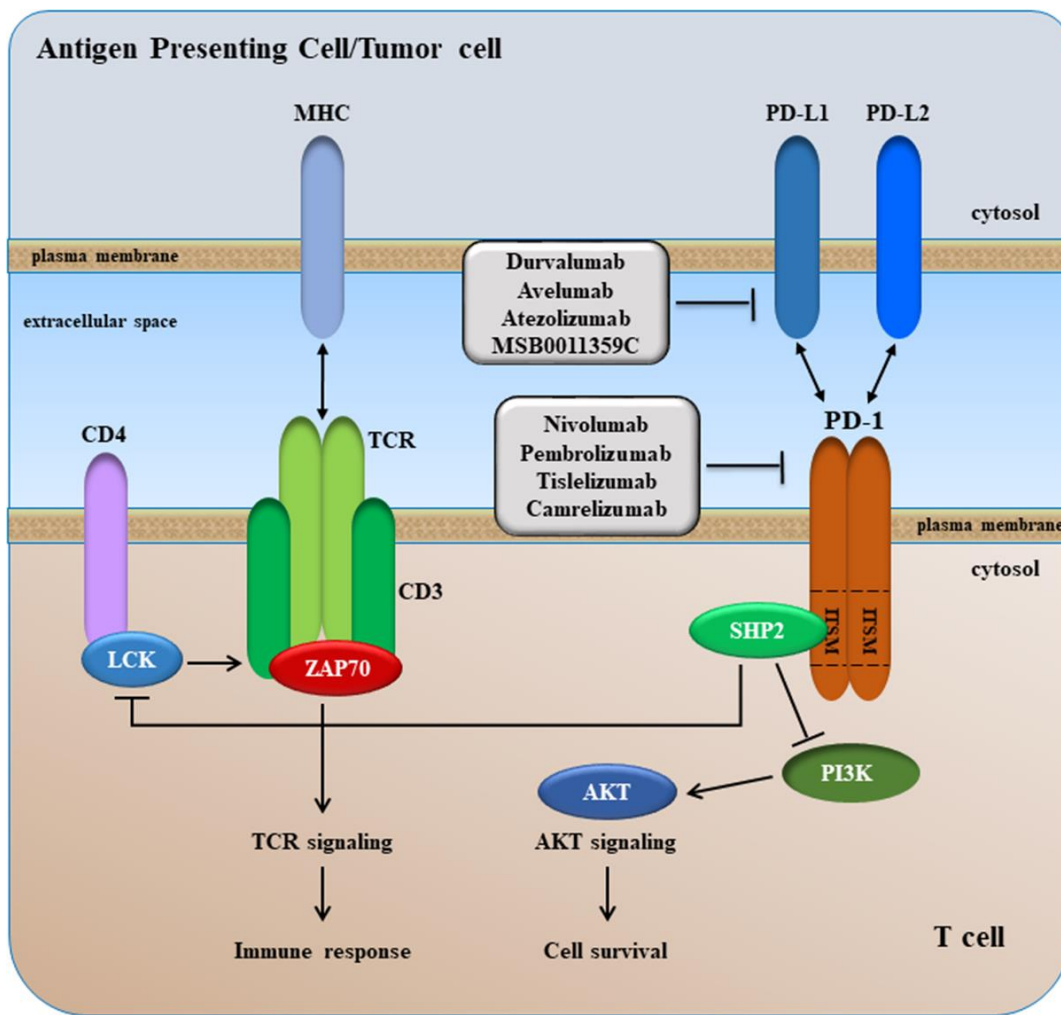 Antigen Presenting Cell/Tumor cell
MHC
PD-L1
PD-L2
cytosol
plasma membrane
extracellular space
Durvalumab
Avelumab
Atezolizumab
MSB0011359C
CD4
TCR
Nivolumab
Pembrolizumab
Tislelizumab
Camrelizumab
PD-1
plasma membrane
cytosol
CD3
LCK
ZAP70
SHP2
ITSM
ITSM
PI3K
AKT
TCR signaling
AKT signaling
Immune response
Cell survival
T cell